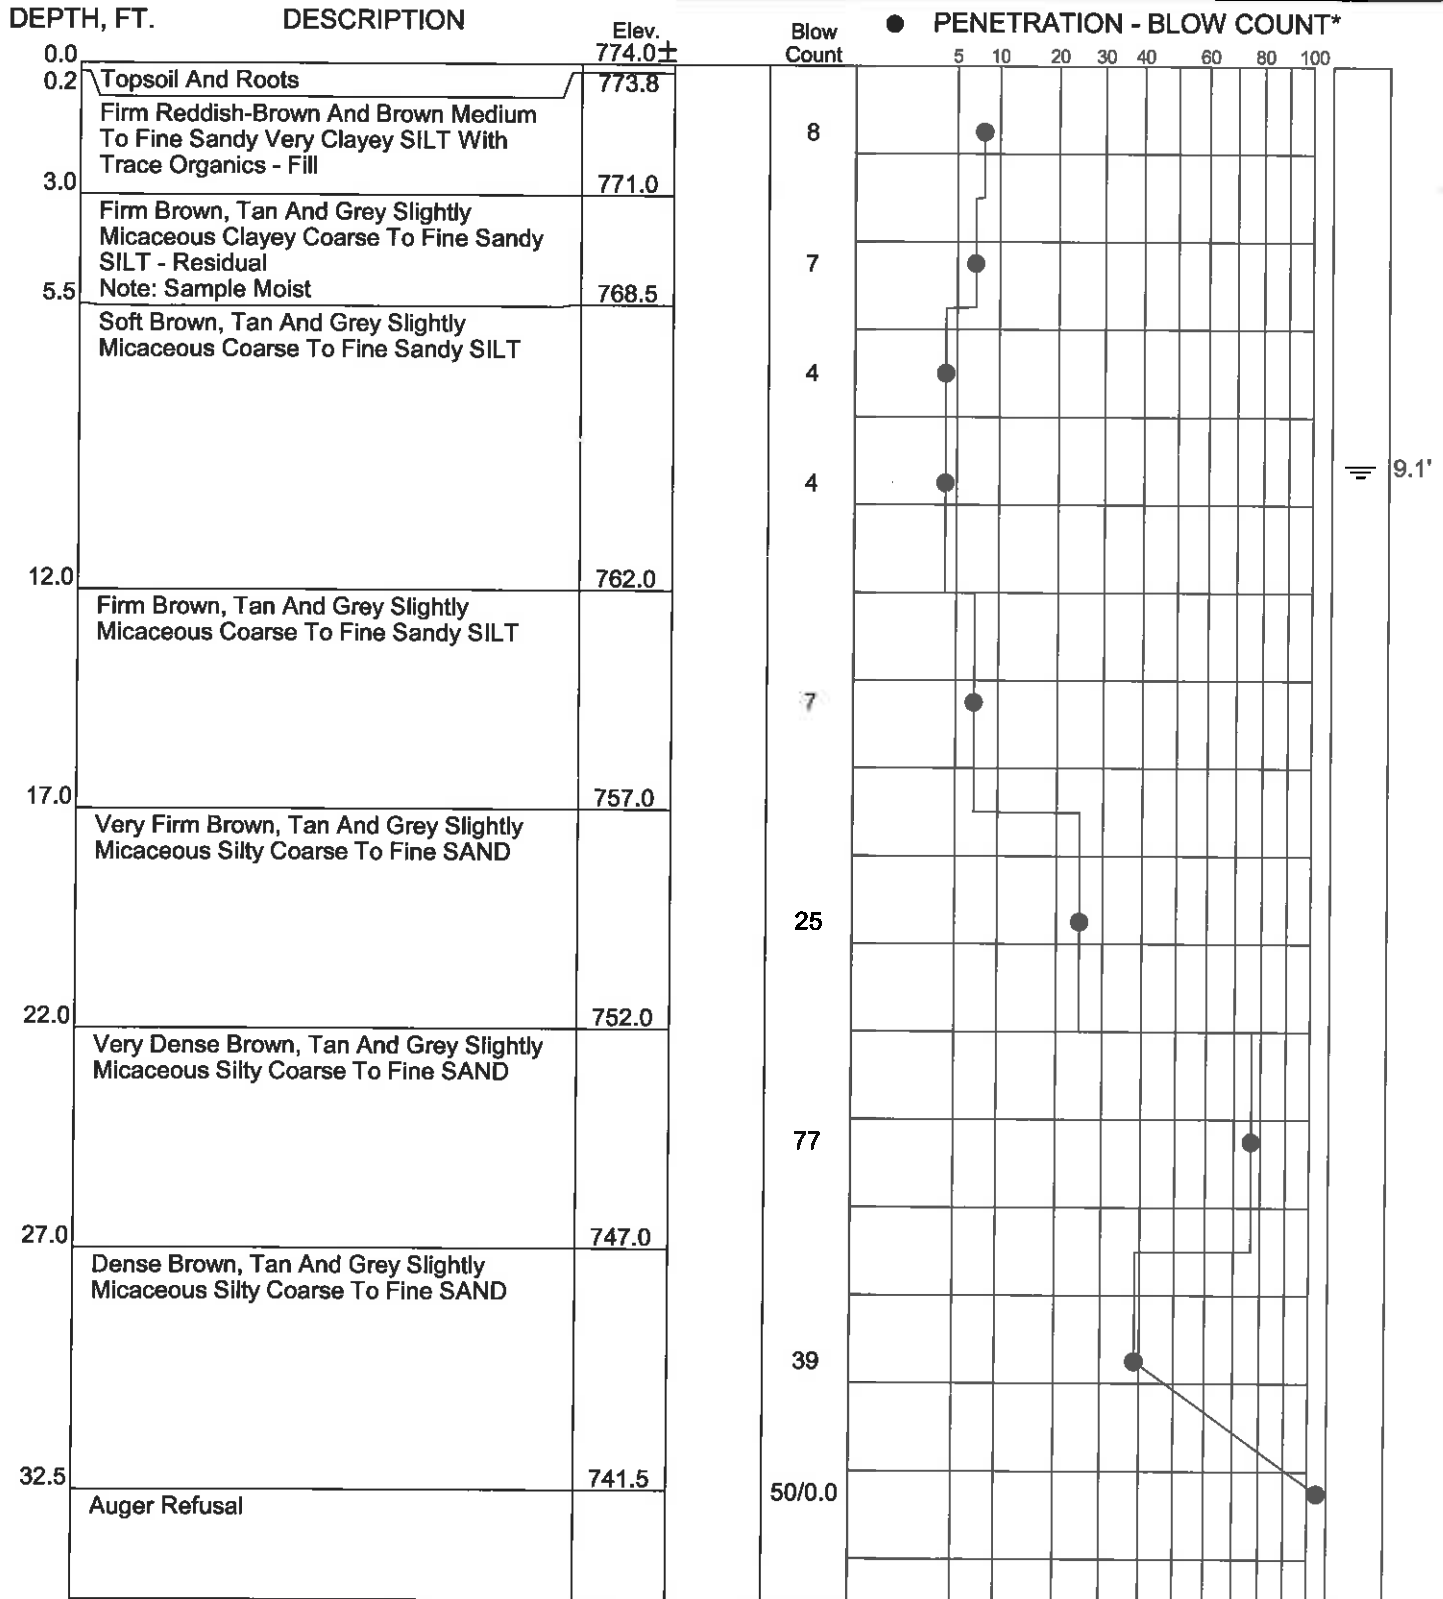 DEPTH, FT. DESCRIPTION Elev. Blow Count ● PENETRATION - BLOW COUNT*
0.0 774.0± 5 10 20 30 40 60 80 100
0.2 Topsoil And Roots 773.8
Firm Reddish-Brown And Brown Medium
To Fine Sandy Very Clayey SILT With 8
Trace Organics - Fill
3.0 771.0
Firm Brown, Tan And Grey Slightly
Micaceous Clayey Coarse To Fine Sandy
SILT - Residual 7
5.5 Note: Sample Moist 768.5
Soft Brown, Tan And Grey Slightly
Micaceous Coarse To Fine Sandy SILT
4
9.1'
4
12.0 762.0
Firm Brown, Tan And Grey Slightly
Micaceous Coarse To Fine Sandy SILT
7
17.0 757.0
Very Firm Brown, Tan And Grey Slightly
Micaceous Silty Coarse To Fine SAND
25
22.0 752.0
Very Dense Brown, Tan And Grey Slightly
Micaceous Silty Coarse To Fine SAND
77
27.0 747.0
Dense Brown, Tan And Grey Slightly
Micaceous Silty Coarse To Fine SAND
39
32.5 741.5
Auger Refusal 50/0.0